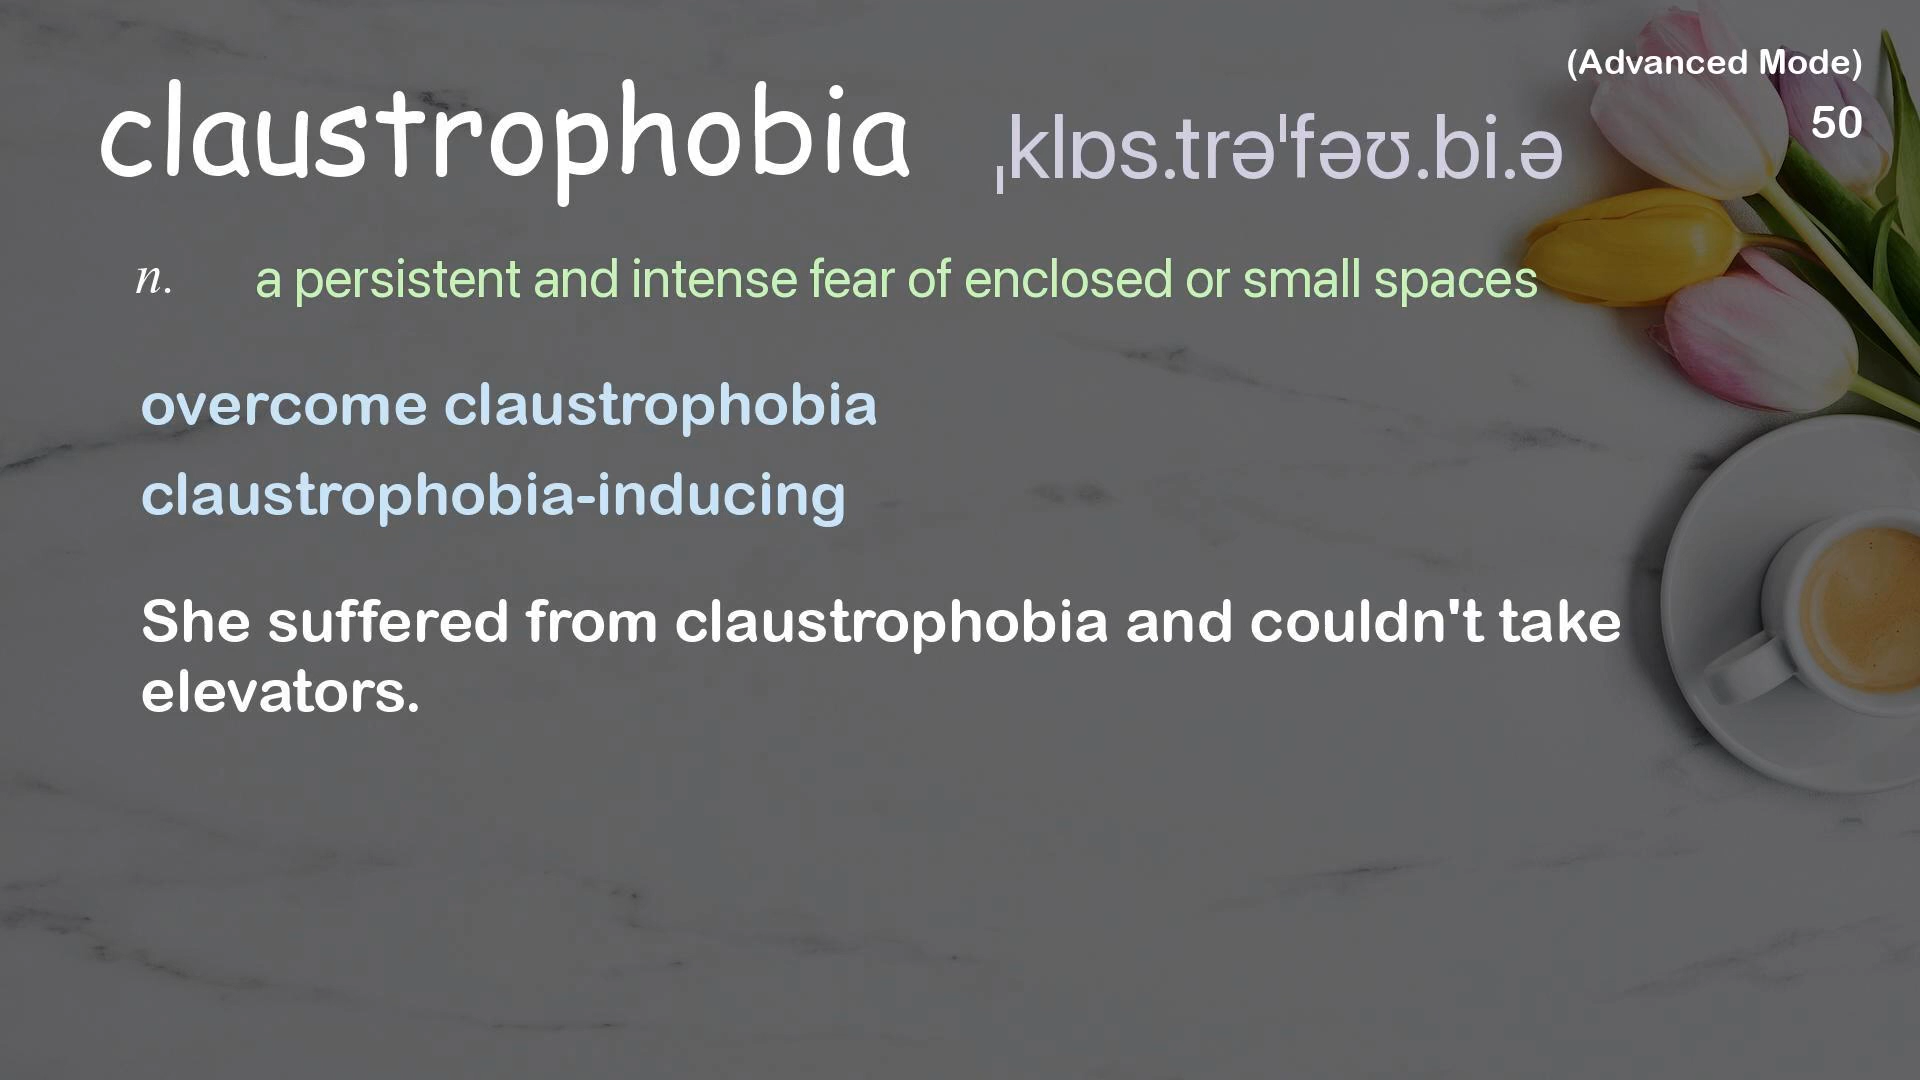 (Advanced Mode)
claustrophobia ˌklɒs.trəˈfəʊ.bi.ə
50
n. a persistent and intense fear of enclosed or small spaces
overcome claustrophobia
claustrophobia-inducing
She suffered from claustrophobia and couldn't take
elevators.